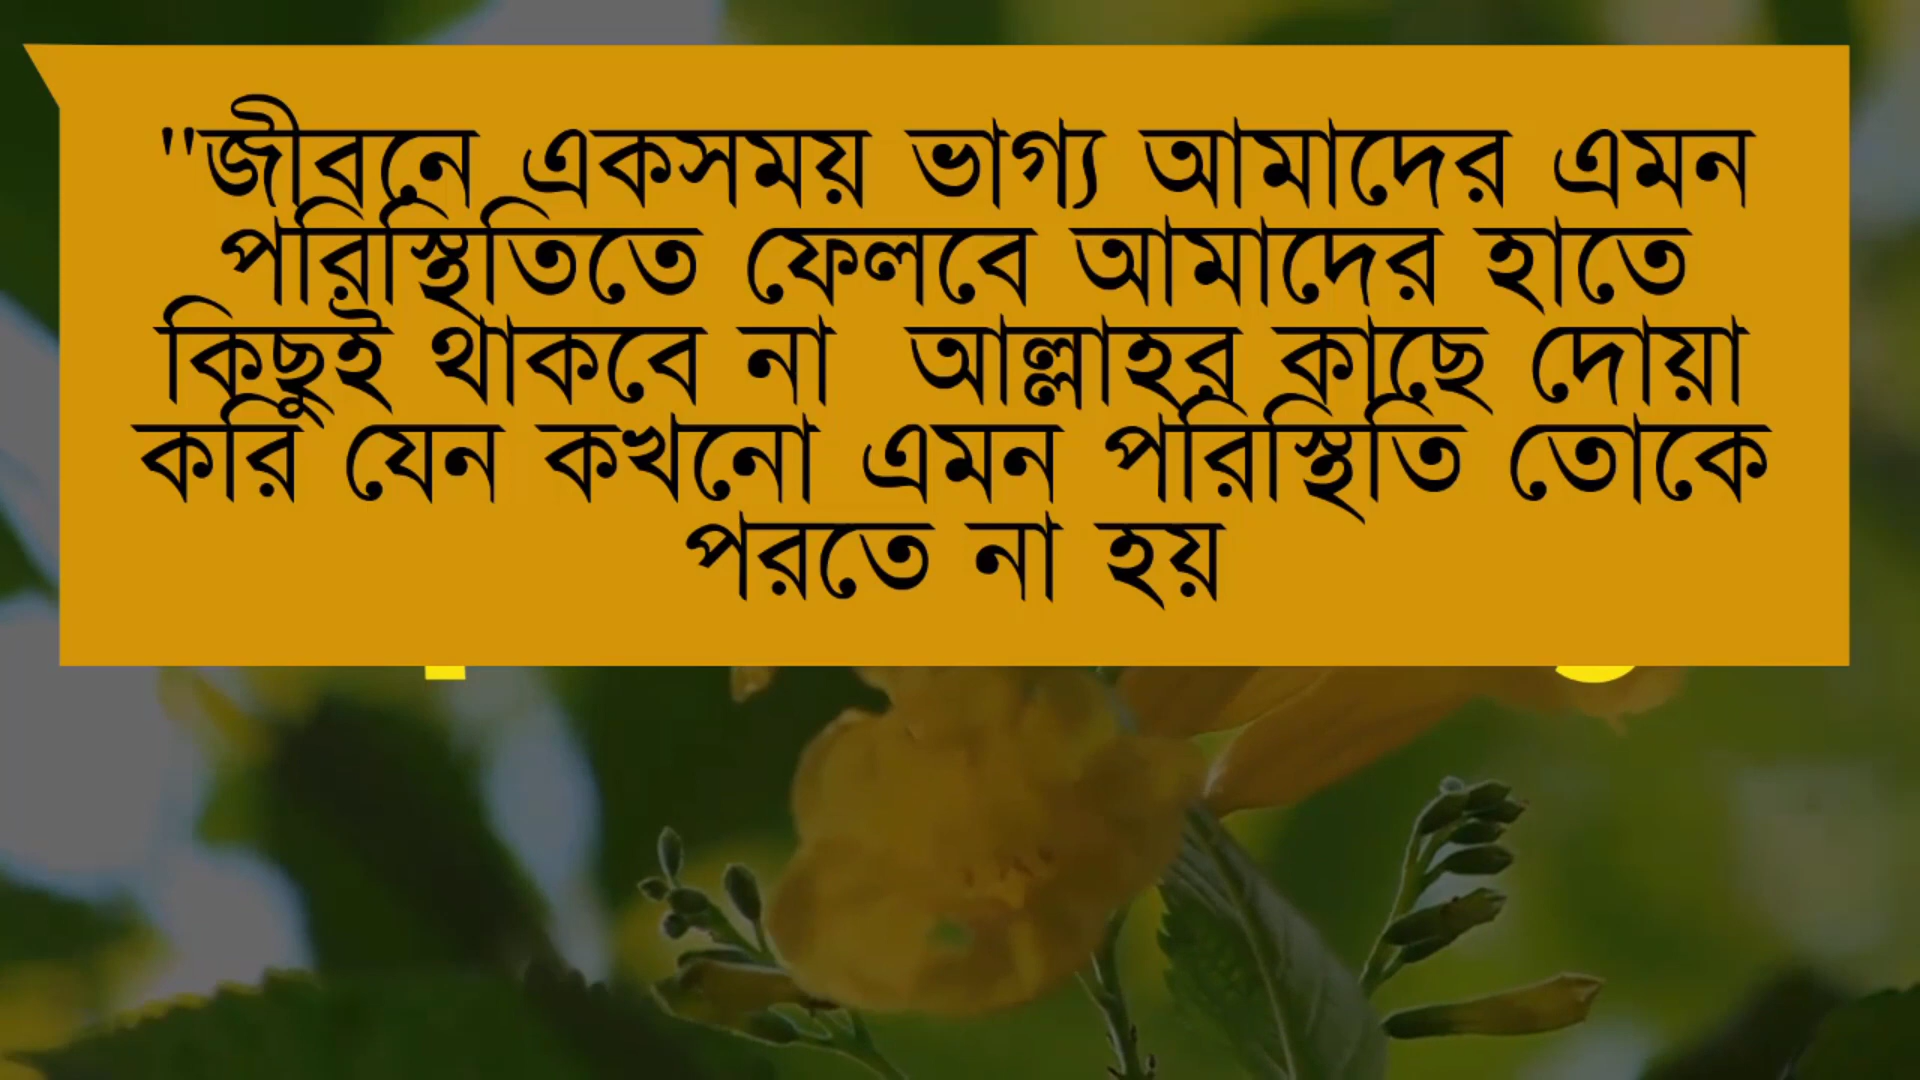 "জীবনে একসময় ভাগ্য আমাদের এমন
পরিস্থিতিতে ফেলবে আমাদের হাতে
কিছুই থাকবে না আল্লাহর কাছে দোয়া
করি যেন কখনো এমন পরিস্থিতি তোকে
পরতে না হয়